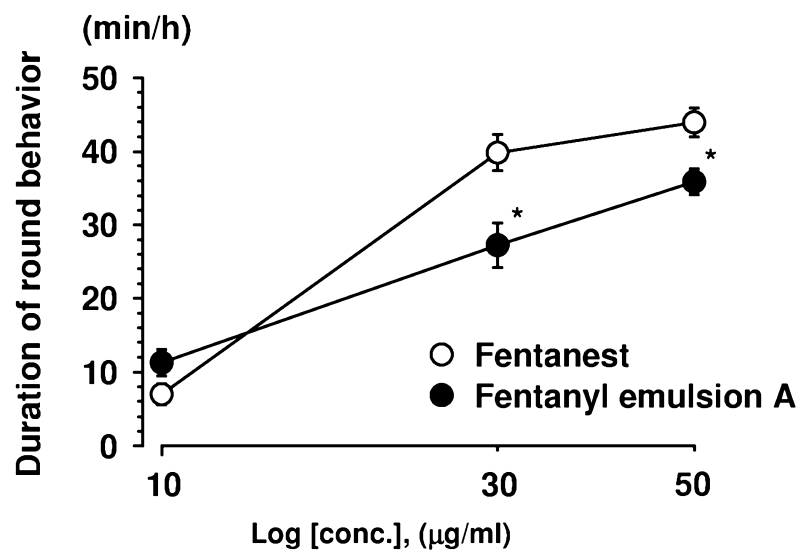 (min/h)
Duration of round behavior
50
40
30
20
10
0
*
*
Fentanest
Fentanyl emulsion A
10 30 50
Log [conc.], (μg/ml)